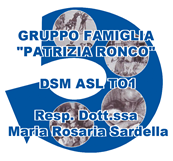 GRUPPO FAMIGLIA
"PATRIZIA RONCO"
DSM ASL TO1
Resp. Dott.ssa
Maria Rosaria Sardella